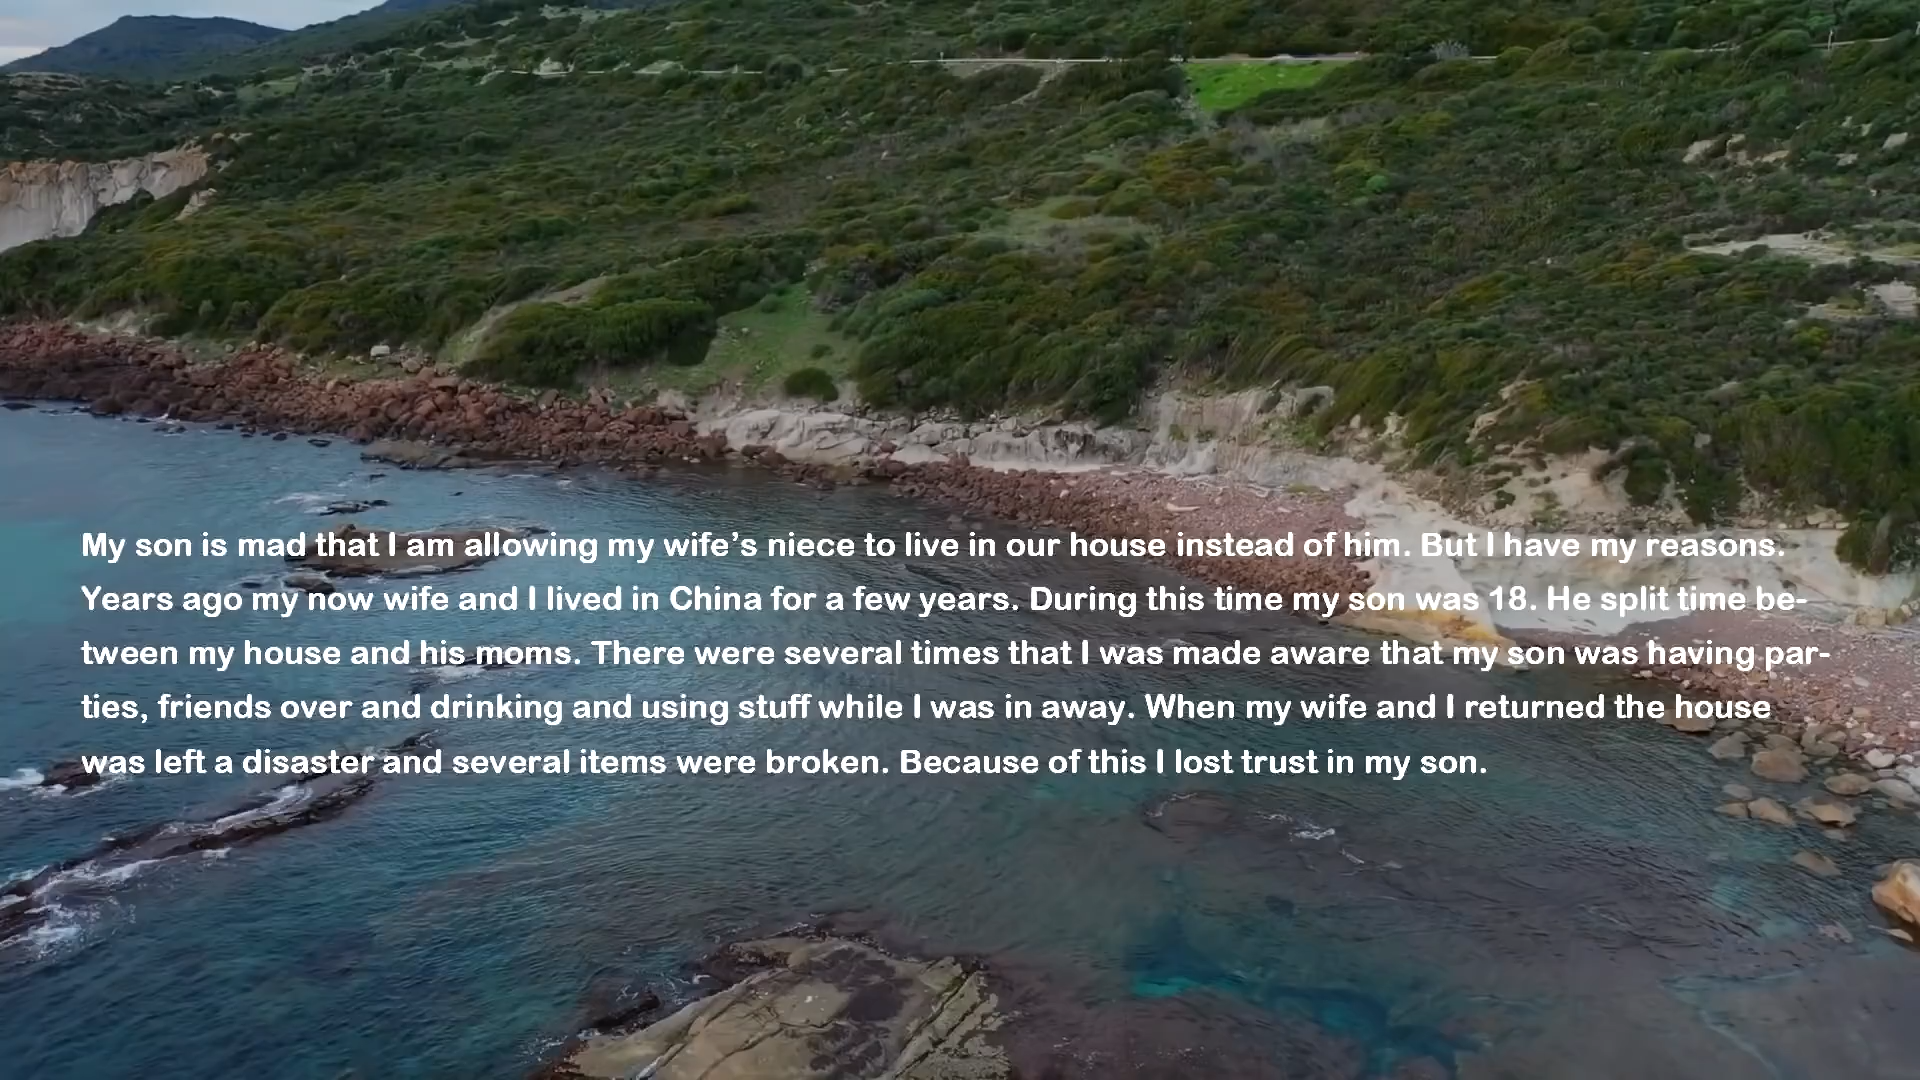 My son is mad that I am allowing my wife’s niece to live in our house instead of him. But I have my reasons.
Years ago my now wife and I lived in China for a few years. During this time my son was 18. He split time be-
tween my house and his moms. There were several times that I was made aware that my son was having par-
ties, friends over and drinking and using stuff while I was in away. When my wife and I returned the house
was left a disaster and several items were broken. Because of this I lost trust in my son.